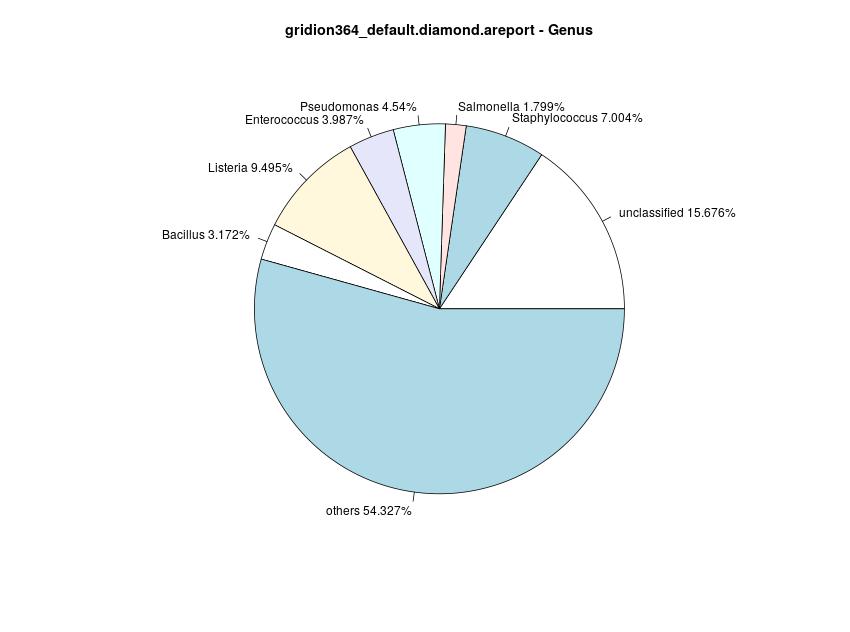 gridion364_default.diamond.areport - Genus
Pseudomonas 4.54%
Salmonella 1.799%
Enterococcus 3.987%
Staphylococcus 7.004%
Listeria 9.495%
unclassified 15.676%
Bacillus 3.172%
others 54.327%